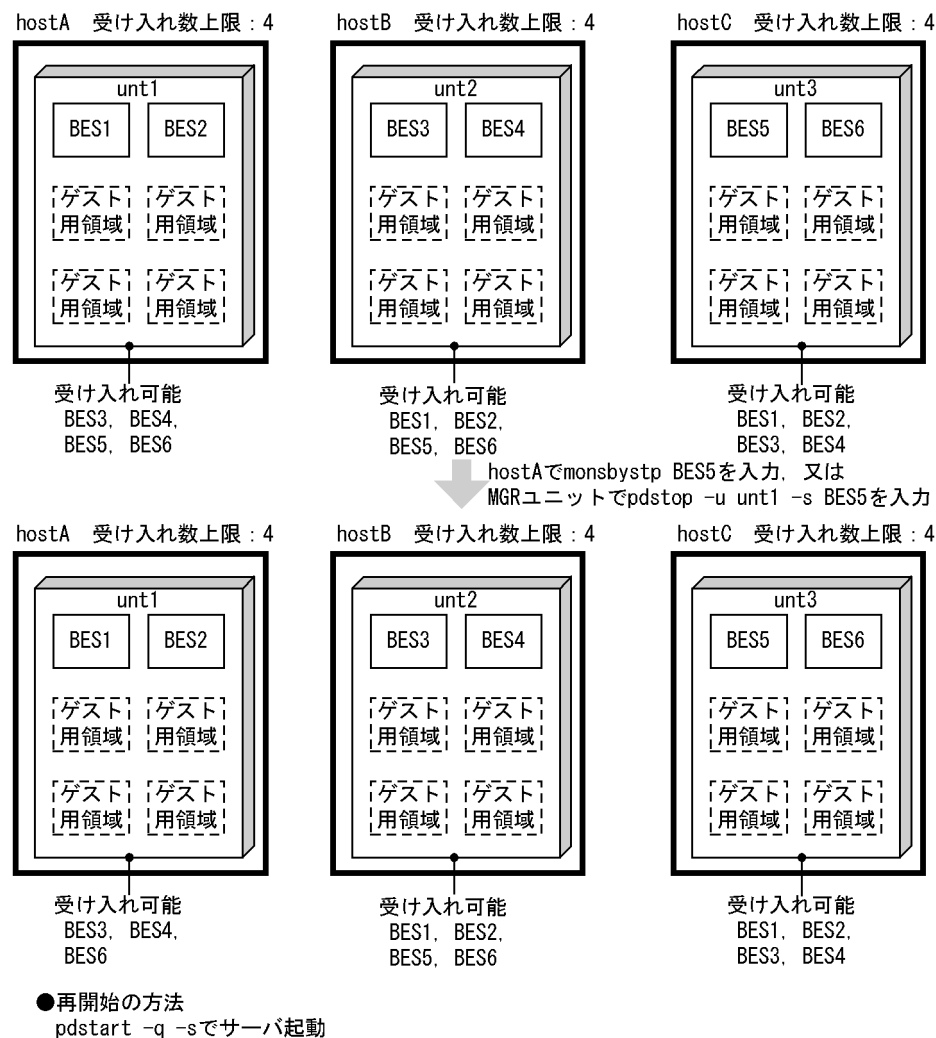 hostA 受け入れ数上限：4
hostB 受け入れ数上限：4
hostC 受け入れ数上限：4
unt1
unt2
unt3
BES1 BES2
BES3 BES4
BES5 BES6
ゲスト用領域 ゲスト用領域
ゲスト用領域 ゲスト用領域
ゲスト用領域 ゲスト用領域
ゲスト用領域 ゲスト用領域
ゲスト用領域 ゲスト用領域
ゲスト用領域 ゲスト用領域
受け入れ可能
BES3, BES4,
BES5, BES6
受け入れ可能
BES1, BES2,
BES5, BES6
受け入れ可能
BES1, BES2,
BES3, BES4
hostAでmonsbystp BES5を入力，又は
MGRユニットでpdstop -u unt1 -s BES5を入力
hostA 受け入れ数上限：4
hostB 受け入れ数上限：4
hostC 受け入れ数上限：4
unt1
unt2
unt3
BES1 BES2
BES3 BES4
BES5 BES6
ゲスト用領域 ゲスト用領域
ゲスト用領域 ゲスト用領域
ゲスト用領域 ゲスト用領域
ゲスト用領域 ゲスト用領域
ゲスト用領域 ゲスト用領域
ゲスト用領域 ゲスト用領域
受け入れ可能
BES3, BES4,
BES6
受け入れ可能
BES1, BES2,
BES5, BES6
受け入れ可能
BES1, BES2,
BES3, BES4
●再開始の方法
pdstart -q -sでサーバ起動